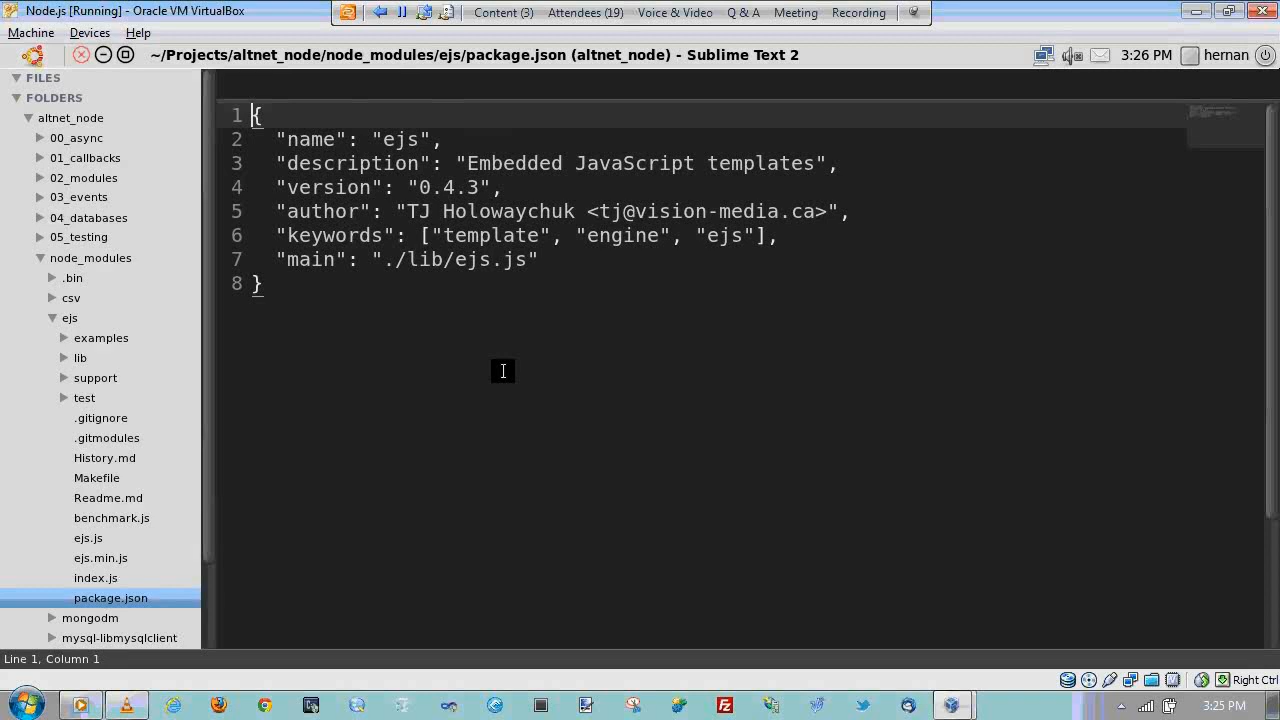 Node.js [Running] - Oracle VM VirtualBox
Content (3) Attendees (19) Voice & Video Q & A Meeting Recording
Machine Devices Help
~/Projects/altnet_node/node_modules/ejs/package.json (altnet_node) - Sublime Text 2
3:26 PM hernan
FILES
FOLDERS
altnet_node
00_async
01_callbacks
02_modules
03_events
04_databases
05_testing
node_modules
.bin
csv
ejs
examples
lib
support
test
.gitignore
.gitmodules
History.md
Makefile
Readme.md
benchmark.js
ejs.js
ejs.min.js
index.js
package.json
mongodm
mysql-libmysqlclient
1 {
2 "name": "ejs",
3 "description": "Embedded JavaScript templates",
4 "version": "0.4.3",
5 "author": "TJ Holowaychuk <tj@vision-media.ca>",
6 "keywords": ["template", "engine", "ejs"],
7 "main": "./lib/ejs.js"
8 }
Line 1, Column 1
Right Ctrl
3:25 PM